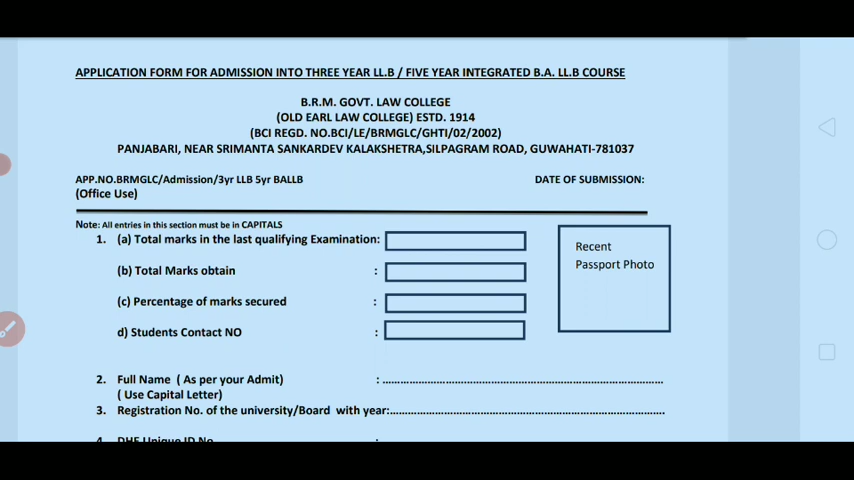 APPLICATION FORM FOR ADMISSION INTO THREE YEAR LL.B / FIVE YEAR INTEGRATED B.A. LL.B COURSE
B.R.M. GOVT. LAW COLLEGE
(OLD EARL LAW COLLEGE) ESTD. 1914
(BCI REGD. NO.BCI/LE/BRMGLC/GHTI/02/2002)
PANJABARI, NEAR SRIMANTA SANKARDEV KALAKSHETRA,SILPAGRAM ROAD, GUWAHATI-781037
APP.NO.BRMGLC/Admission/3yr LLB 5yr BALLB DATE OF SUBMISSION:
(Office Use)
Note: All entries in this section must be in CAPITALS
1. (a) Total marks in the last qualifying Examination:
Recent
Passport Photo
(b) Total Marks obtain :
(c) Percentage of marks secured :
d) Students Contact NO :
2. Full Name ( As per your Admit) : ................................................................................
( Use Capital Letter)
3. Registration No. of the university/Board with year:................................................................................
4. DHE Unique ID No :